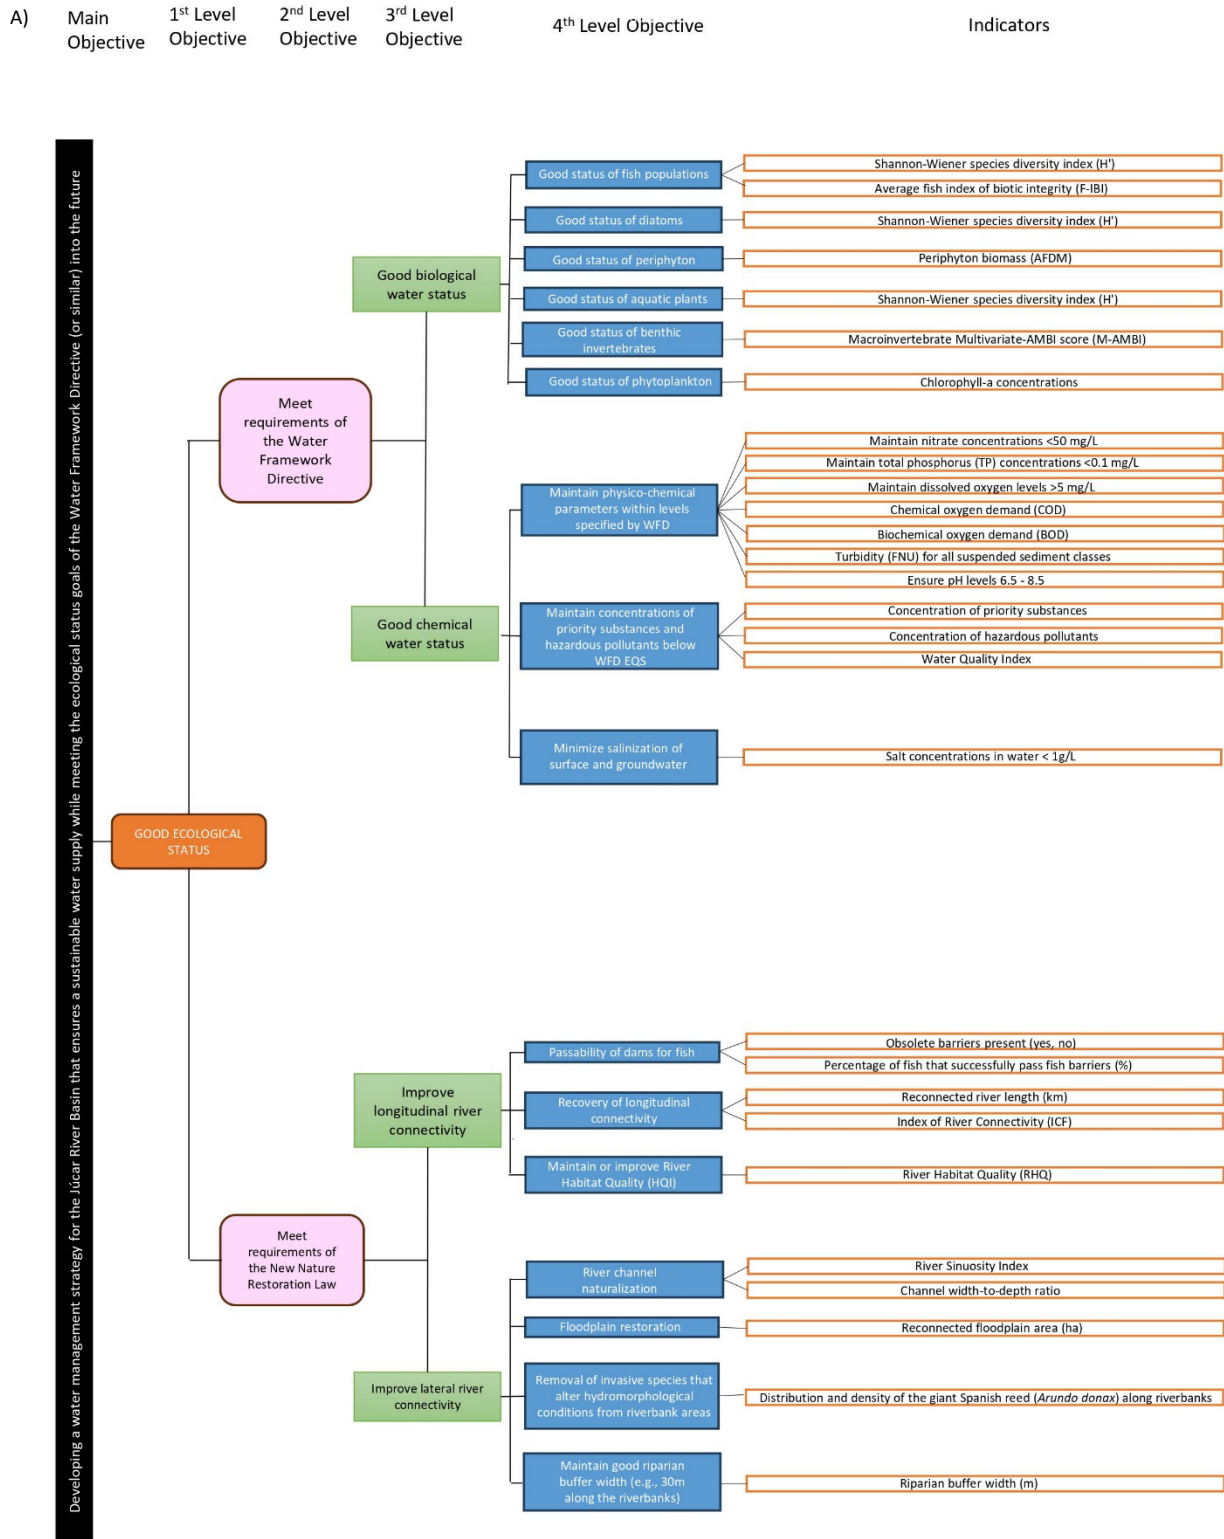 A)
Main
Objective
1st Level
Objective
2nd Level
Objective
3rd Level
Objective
4th Level Objective
Indicators
Developing a water management strategy for the Júcar River Basin that ensures a sustainable water supply while meeting the ecological status goals of the Water Framework Directive (or similar) into the future
GOOD ECOLOGICAL
STATUS
Meet
requirements of
the Water
Framework
Directive
Good biological
water status
Good status of fish populations
Shannon-Wiener species diversity index (H')
Average fish index of biotic integrity (F-IBI)
Good status of diatoms
Shannon-Wiener species diversity index (H')
Good status of periphyton
Periphyton biomass (AFDM)
Good status of aquatic plants
Shannon-Wiener species diversity index (H')
Good status of benthic
invertebrates
Macroinvertebrate Multivariate-AMBI score (M-AMBI)
Good status of phytoplankton
Chlorophyll-a concentrations
Good chemical
water status
Maintain physico-chemical
parameters within levels
specified by WFD
Maintain nitrate concentrations <50 mg/L
Maintain total phosphorus (TP) concentrations <0.1 mg/L
Maintain dissolved oxygen levels >5 mg/L
Chemical oxygen demand (COD)
Biochemical oxygen demand (BOD)
Turbidity (FNU) for all suspended sediment classes
Ensure pH levels 6.5 - 8.5
Maintain concentrations of
priority substances and
hazardous pollutants below
WFD EQS
Concentration of priority substances
Concentration of hazardous pollutants
Water Quality Index
Minimize salinization of
surface and groundwater
Salt concentrations in water < 1g/L
Meet
requirements of
the New Nature
Restoration Law
Improve
longitudinal river
connectivity
Passability of dams for fish
Obsolete barriers present (yes, no)
Percentage of fish that successfully pass fish barriers (%)
Recovery of longitudinal
connectivity
Reconnected river length (km)
Index of River Connectivity (ICF)
Maintain or improve River
Habitat Quality (HQI)
River Habitat Quality (RHQ)
Improve lateral river
connectivity
River channel
naturalization
River Sinuosity Index
Channel width-to-depth ratio
Floodplain restoration
Reconnected floodplain area (ha)
Removal of invasive species that
alter hydromorphological
conditions from riverbank areas
Distribution and density of the giant Spanish reed (Arundo donax) along riverbanks
Maintain good riparian
buffer width (e.g., 30m
along the riverbanks)
Riparian buffer width (m)